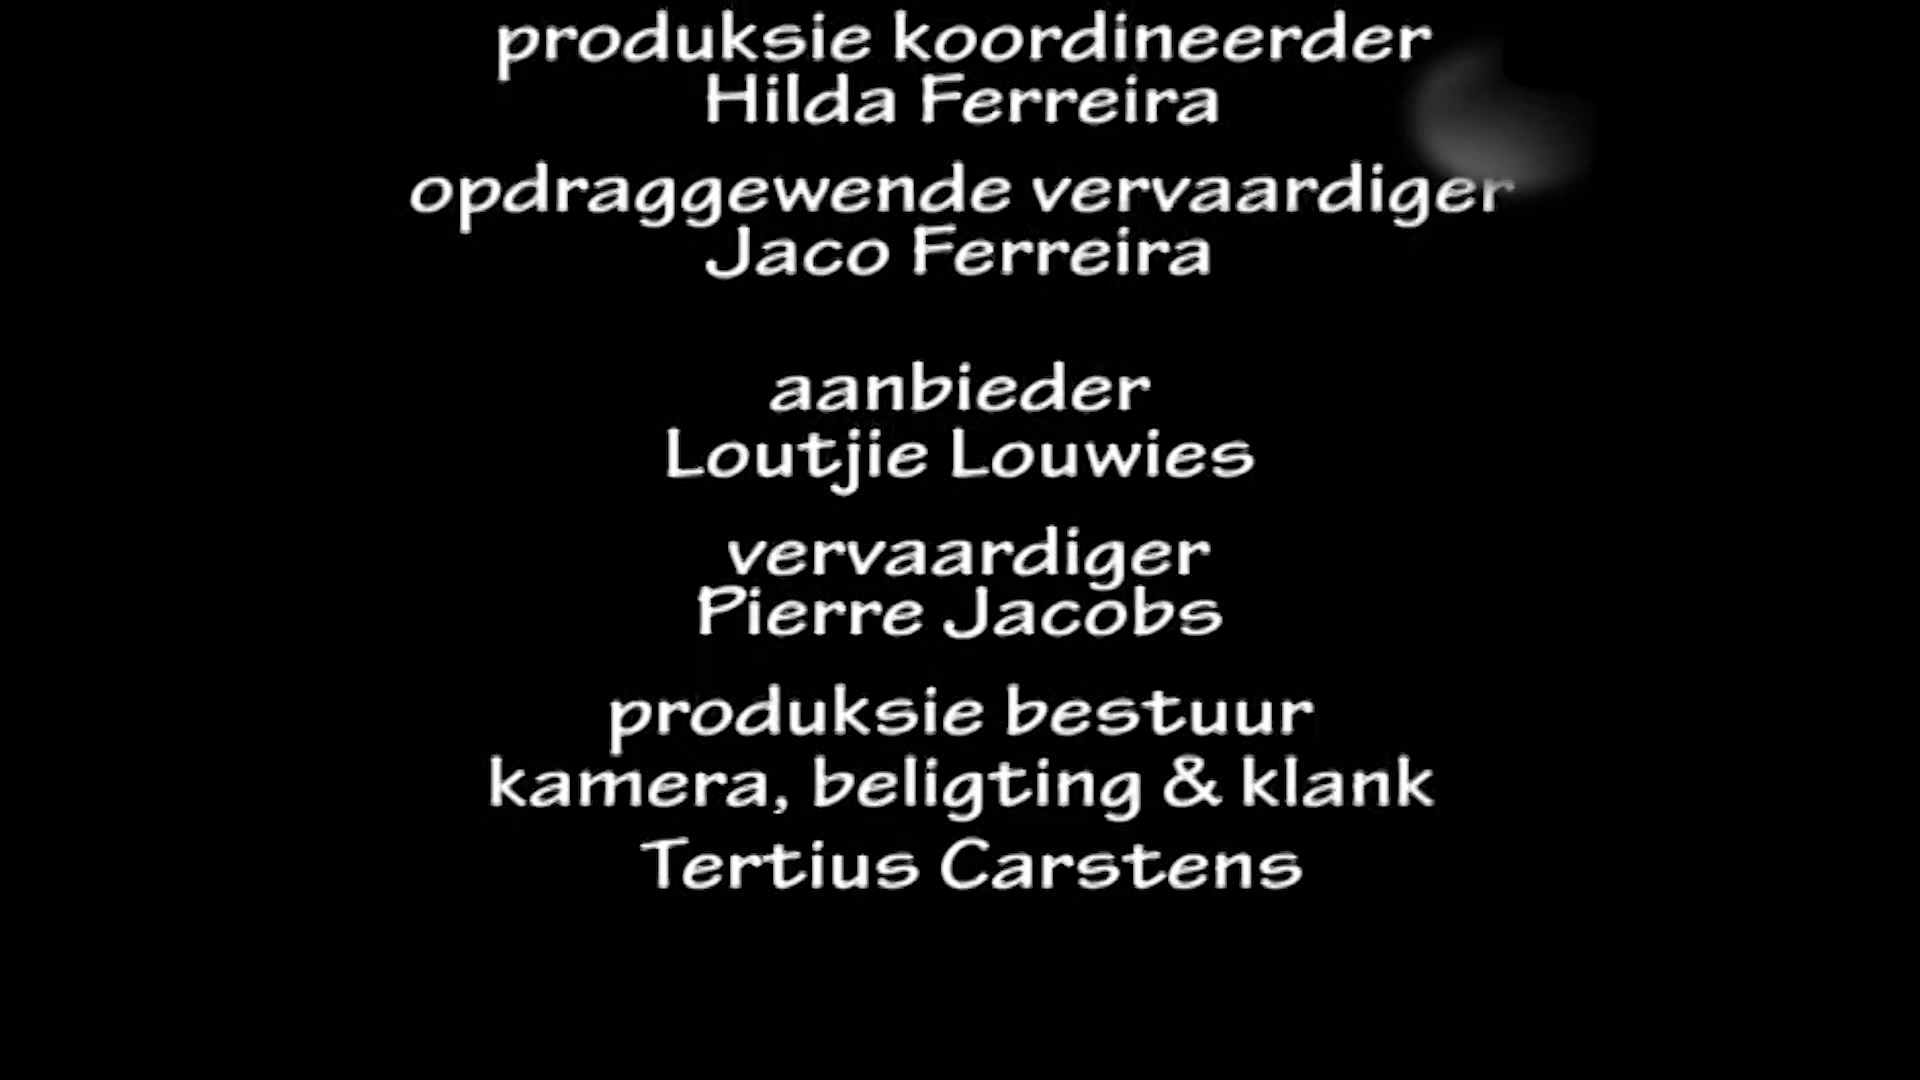 produksie koordineerder
Hilda Ferreira
opdraggewende vervaardiger
Jaco Ferreira
aanbieder
Loutjie Louwies
vervaardiger
Pierre Jacobs
produksie bestuur
kamera, beligting & klank
Tertius Carstens